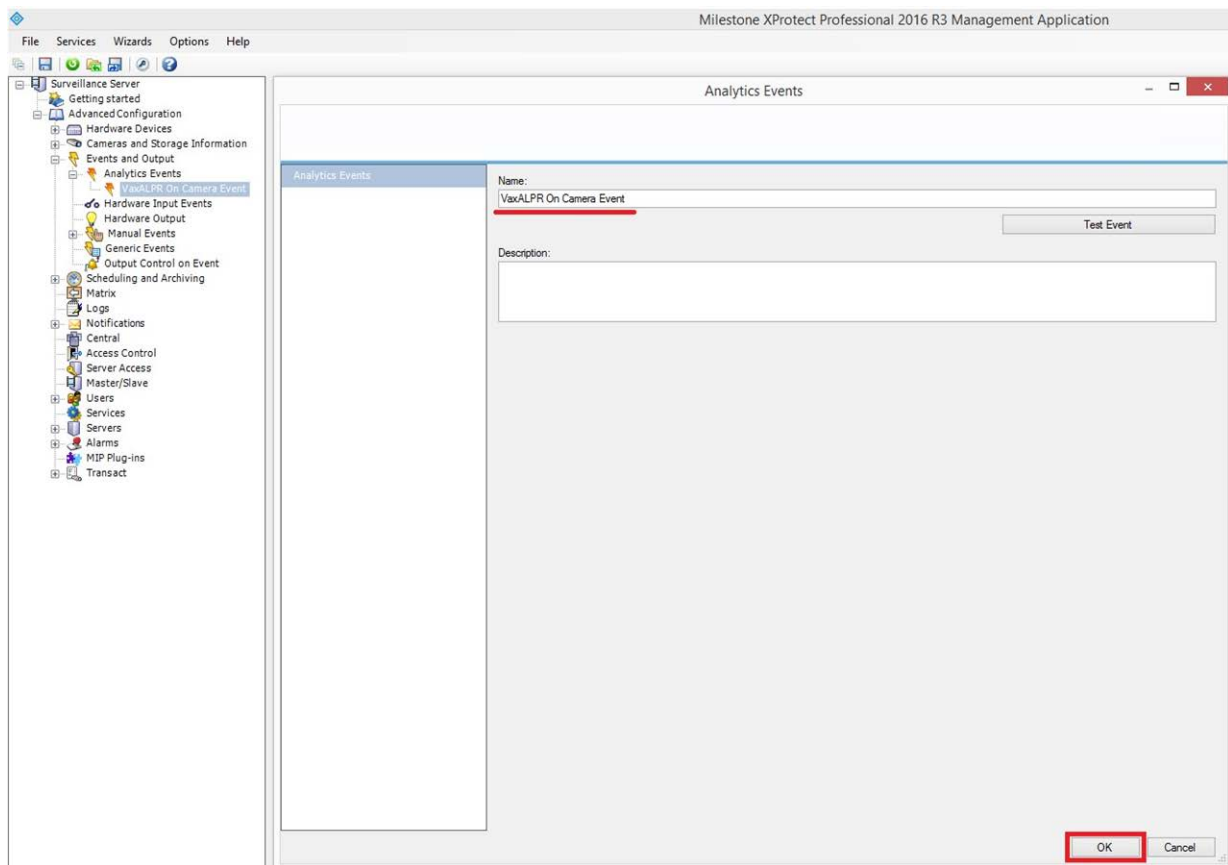 Milestone XProtect Professional 2016 R3 Management Application
File Services Wizards Options Help
Surveillance Server
Getting started
Advanced Configuration
Hardware Devices
Cameras and Storage Information
Events and Output
Analytics Events
VaxALPR On Camera Event
Hardware Input Events
Hardware Output
Manual Events
Generic Events
Output Control on Event
Scheduling and Archiving
Matrix
Logs
Notifications
Central
Access Control
Server Access
Master/Slave
Users
Services
Servers
Alarms
MIP Plug-ins
Transact
Analytics Events
Analytics Events
Name:
VaxALPR On Camera Event
Test Event
Description:
OK Cancel